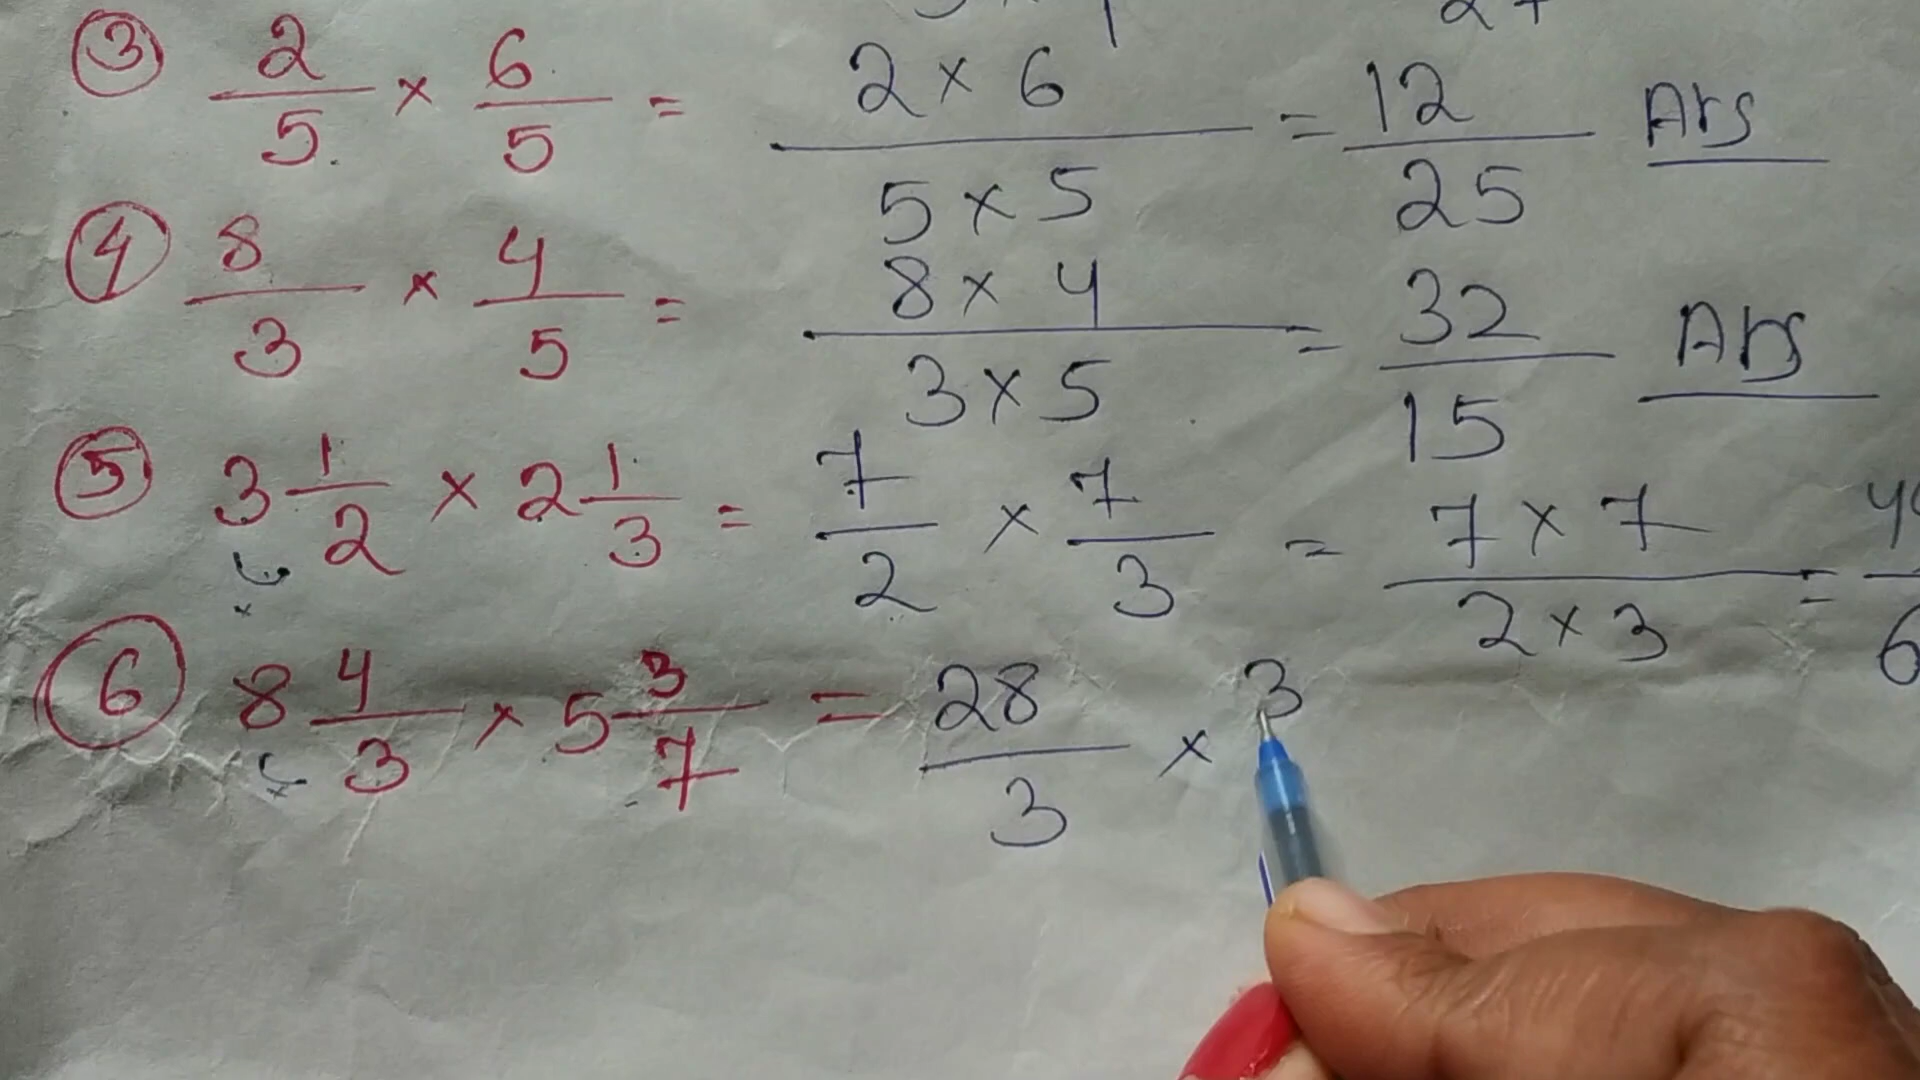 ③ 2/5 × 6/5 = 2 × 6 / 5 × 5 = 12/25 Ans
④ 8/3 × 4/5 = 8 × 4 / 3 × 5 = 32/15 Ans
⑤ 3 1/2 × 2 1/3 = 7/2 × 7/3 = 7 × 7 / 2 × 3 =
⑥ 8 4/3 × 5 3/7 = 28/3 × 3